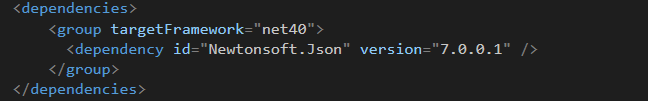 <dependencies>
<group targetFramework="net40">
<dependency id="Newtonsoft.Json" version="7.0.0.1" />
</group>
</dependencies>